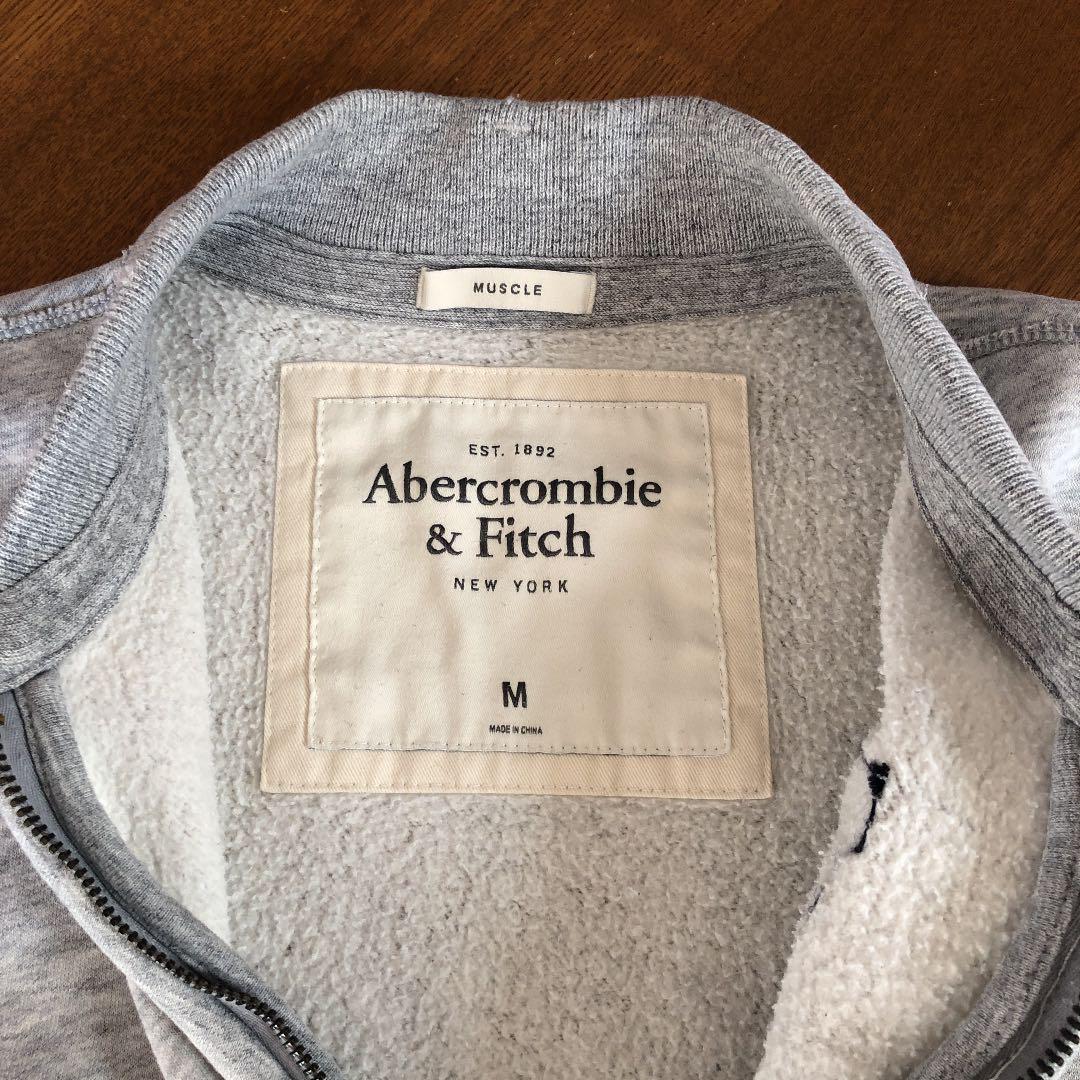 MUSCLE
EST. 1892
Abercrombie
& Fitch
NEW YORK
M
MADE IN CHINA